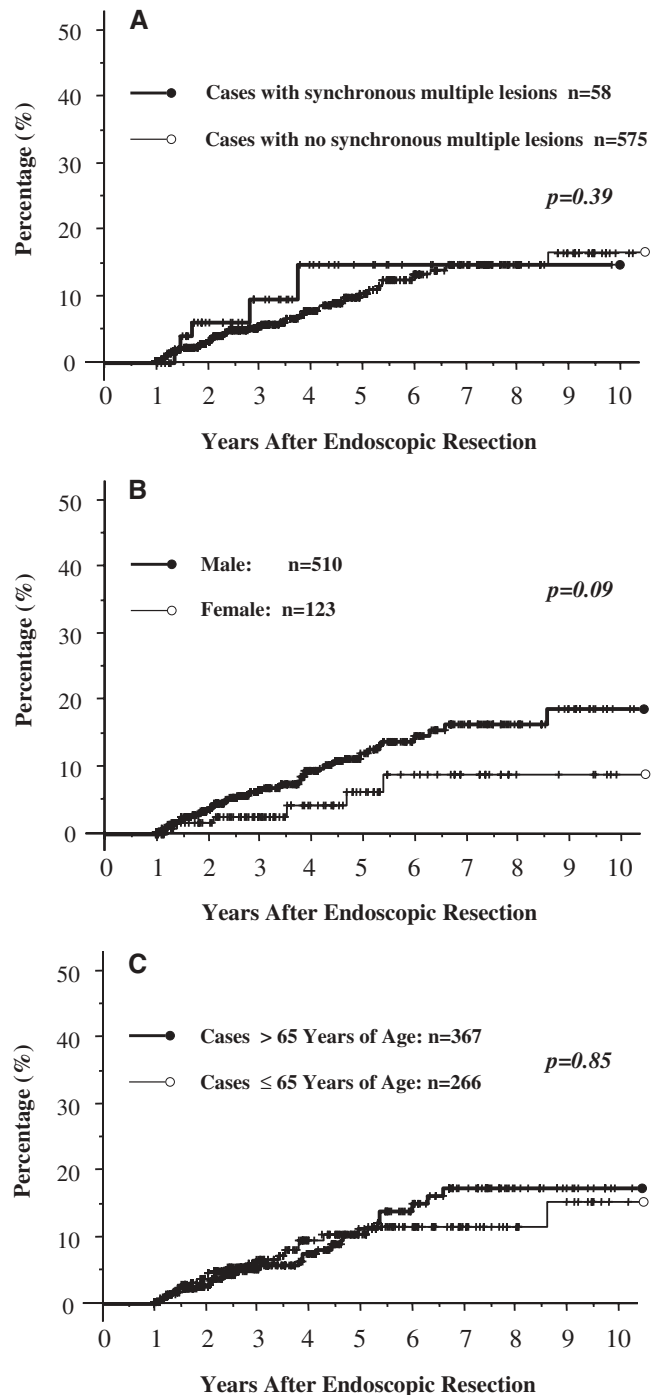 A
50
40
30
20
10
0
Percentage (%)
Cases with synchronous multiple lesions n=58
Cases with no synchronous multiple lesions n=575
p=0.39
0 1 2 3 4 5 6 7 8 9 10
Years After Endoscopic Resection
B
50
40
30
20
10
0
Percentage (%)
Male: n=510
Female: n=123
p=0.09
0 1 2 3 4 5 6 7 8 9 10
Years After Endoscopic Resection
C
50
40
30
20
10
0
Percentage (%)
Cases > 65 Years of Age: n=367
Cases ≤ 65 Years of Age: n=266
p=0.85
0 1 2 3 4 5 6 7 8 9 10
Years After Endoscopic Resection